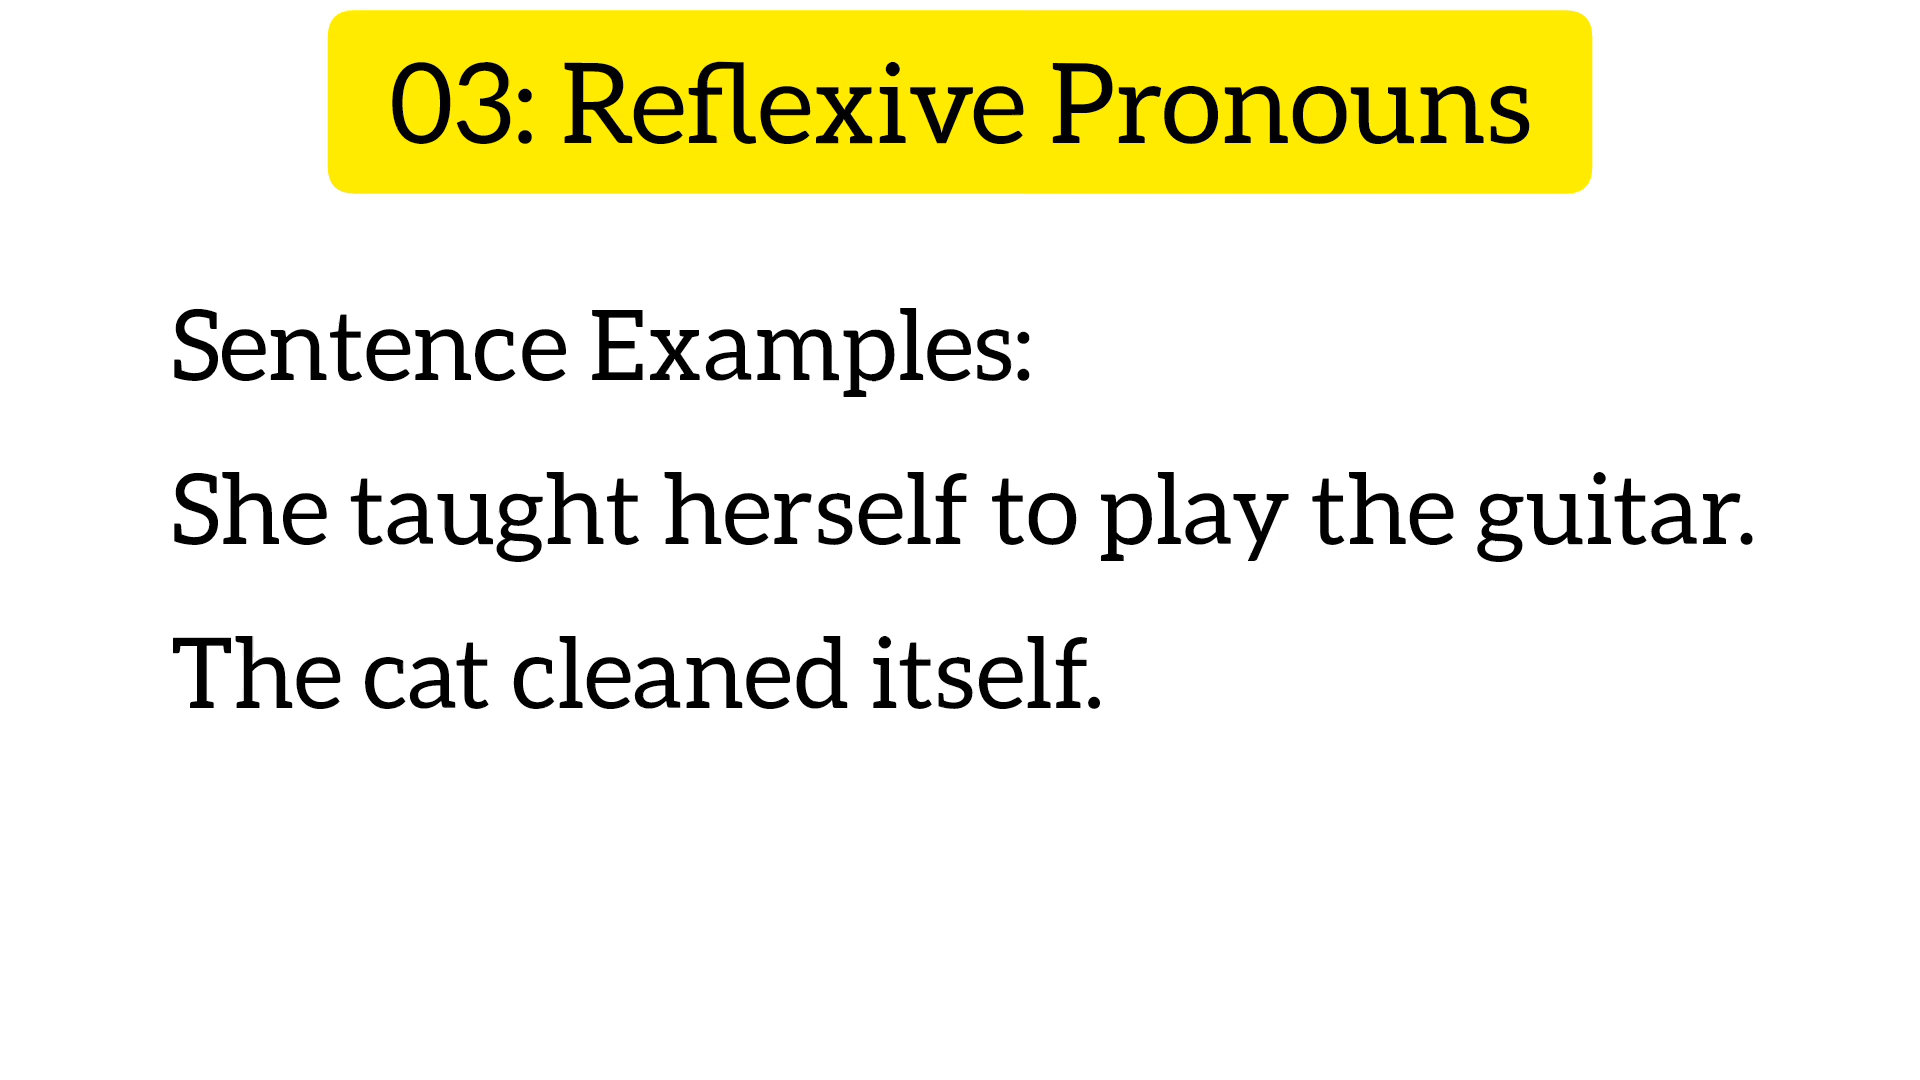 03: Reflexive Pronouns
Sentence Examples:
She taught herself to play the guitar.
The cat cleaned itself.